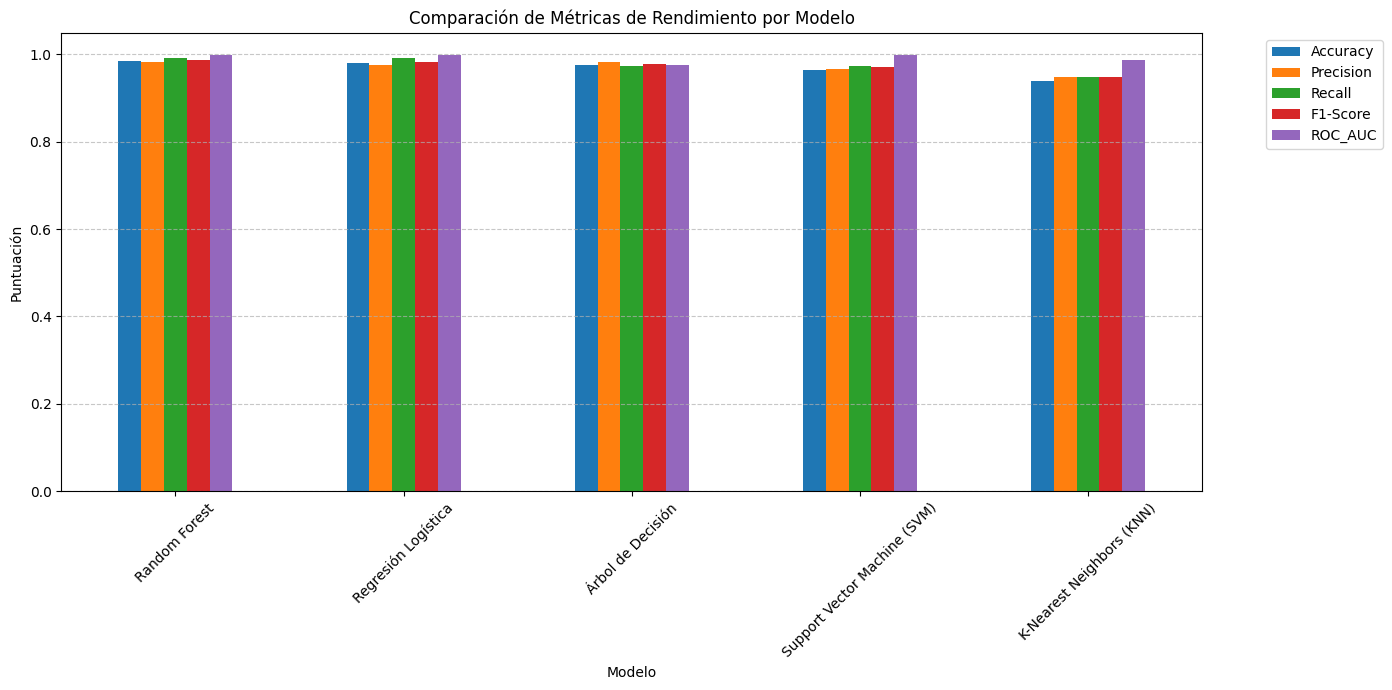 Comparación de Métricas de Rendimiento por Modelo
Accuracy
Precision
Recall
F1-Score
ROC_AUC
Puntuación
1.0
0.8
0.6
0.4
0.2
0.0
Random Forest
Regresión Logística
Árbol de Decisión
Support Vector Machine (SVM)
K-Nearest Neighbors (KNN)
Modelo